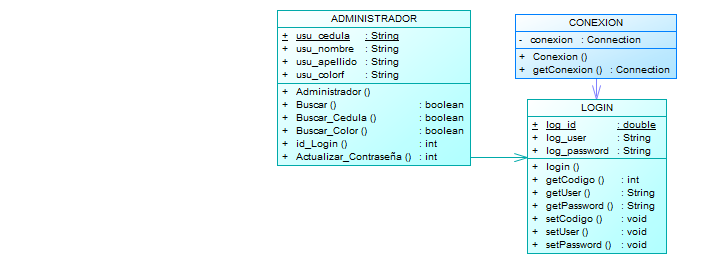 ADMINISTRADOR
+ usu_cedula : String
+ usu_nombre : String
+ usu_apellido : String
+ usu_colorf : String
+ Administrador ()
+ Buscar () : boolean
+ Buscar_Cedula () : boolean
+ Buscar_Color () : boolean
+ id_Login () : int
+ Actualizar_Contraseña () : int
CONEXION
- conexion : Connection
+ Conexion ()
+ getConexion () : Connection
LOGIN
+ log_id : double
+ log_user : String
+ log_password : String
+ login ()
+ getCodigo () : int
+ getUser () : String
+ getPassword () : String
+ setCodigo () : void
+ setUser () : void
+ setPassword () : void